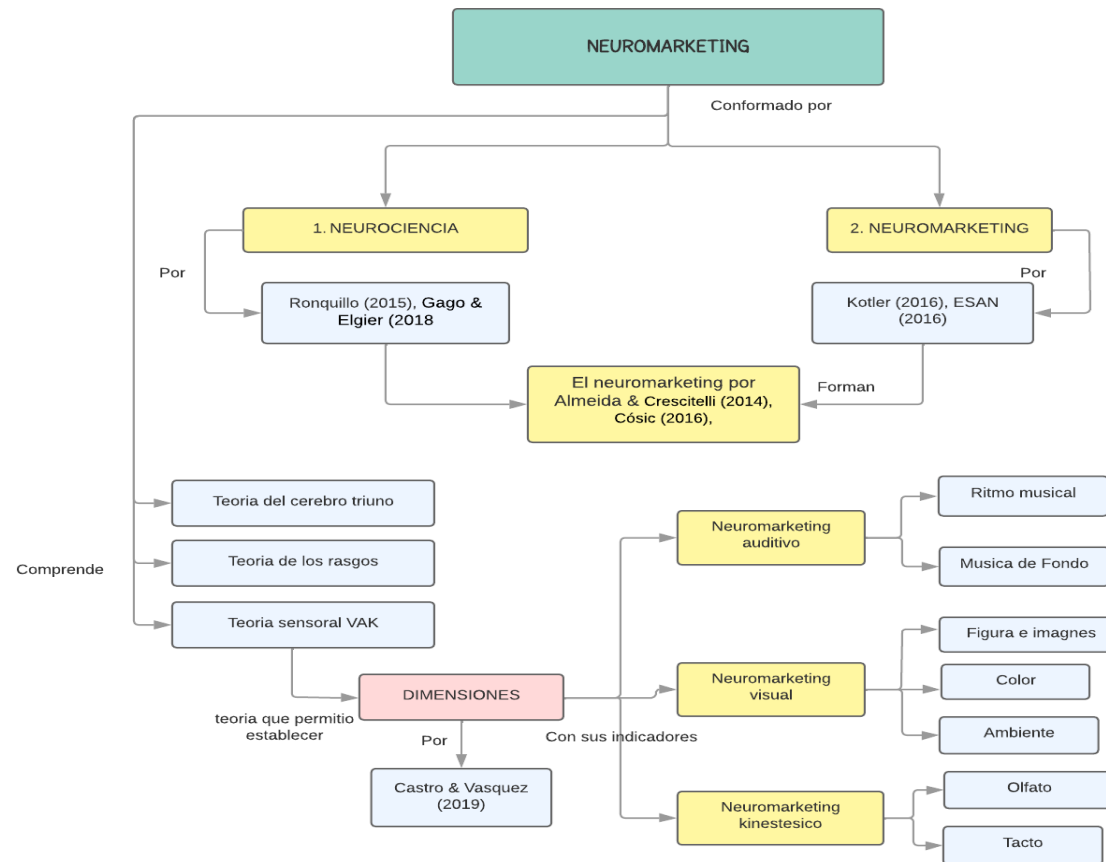 NEUROMARKETING
Conformado por
1. NEUROCIENCIA
2. NEUROMARKETING
Por
Por
Ronquillo (2015), Gago &
Elgier (2018
Kotler (2016), ESAN
(2016)
El neuromarketing por
Almeida & Crescitelli (2014),
Cósic (2016),
Forman
Comprende
Teoria del cerebro triuno
Teoria de los rasgos
Teoria sensoral VAK
teoria que permitio
establecer
DIMENSIONES
Por
Castro & Vasquez
(2019)
Con sus indicadores
Neuromarketing
auditivo
Ritmo musical
Musica de Fondo
Neuromarketing
visual
Figura e imagnes
Color
Ambiente
Neuromarketing
kinestesico
Olfato
Tacto